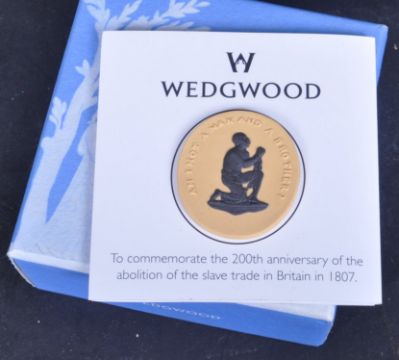 WEDGWOOD
AM I NOT A MAN AND A BROTHER?
To commemorate the 200th anniversary of the
abolition of the slave trade in Britain in 1807.
EDGWOOD